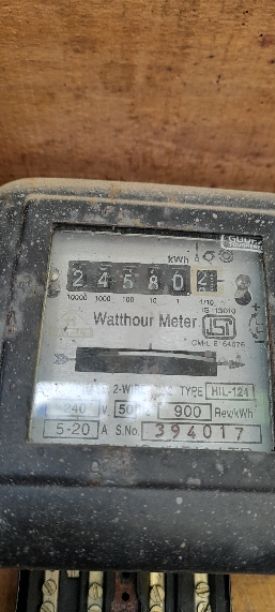 kWh
2 4 5 8 0 2
10000 1000 100 10 1 1/10
IS 13010
Watthour Meter
CM/L
2-W TYPE HIL-121
240 V. 50 900 Rev/kWh
5-20 A S.No. 394017